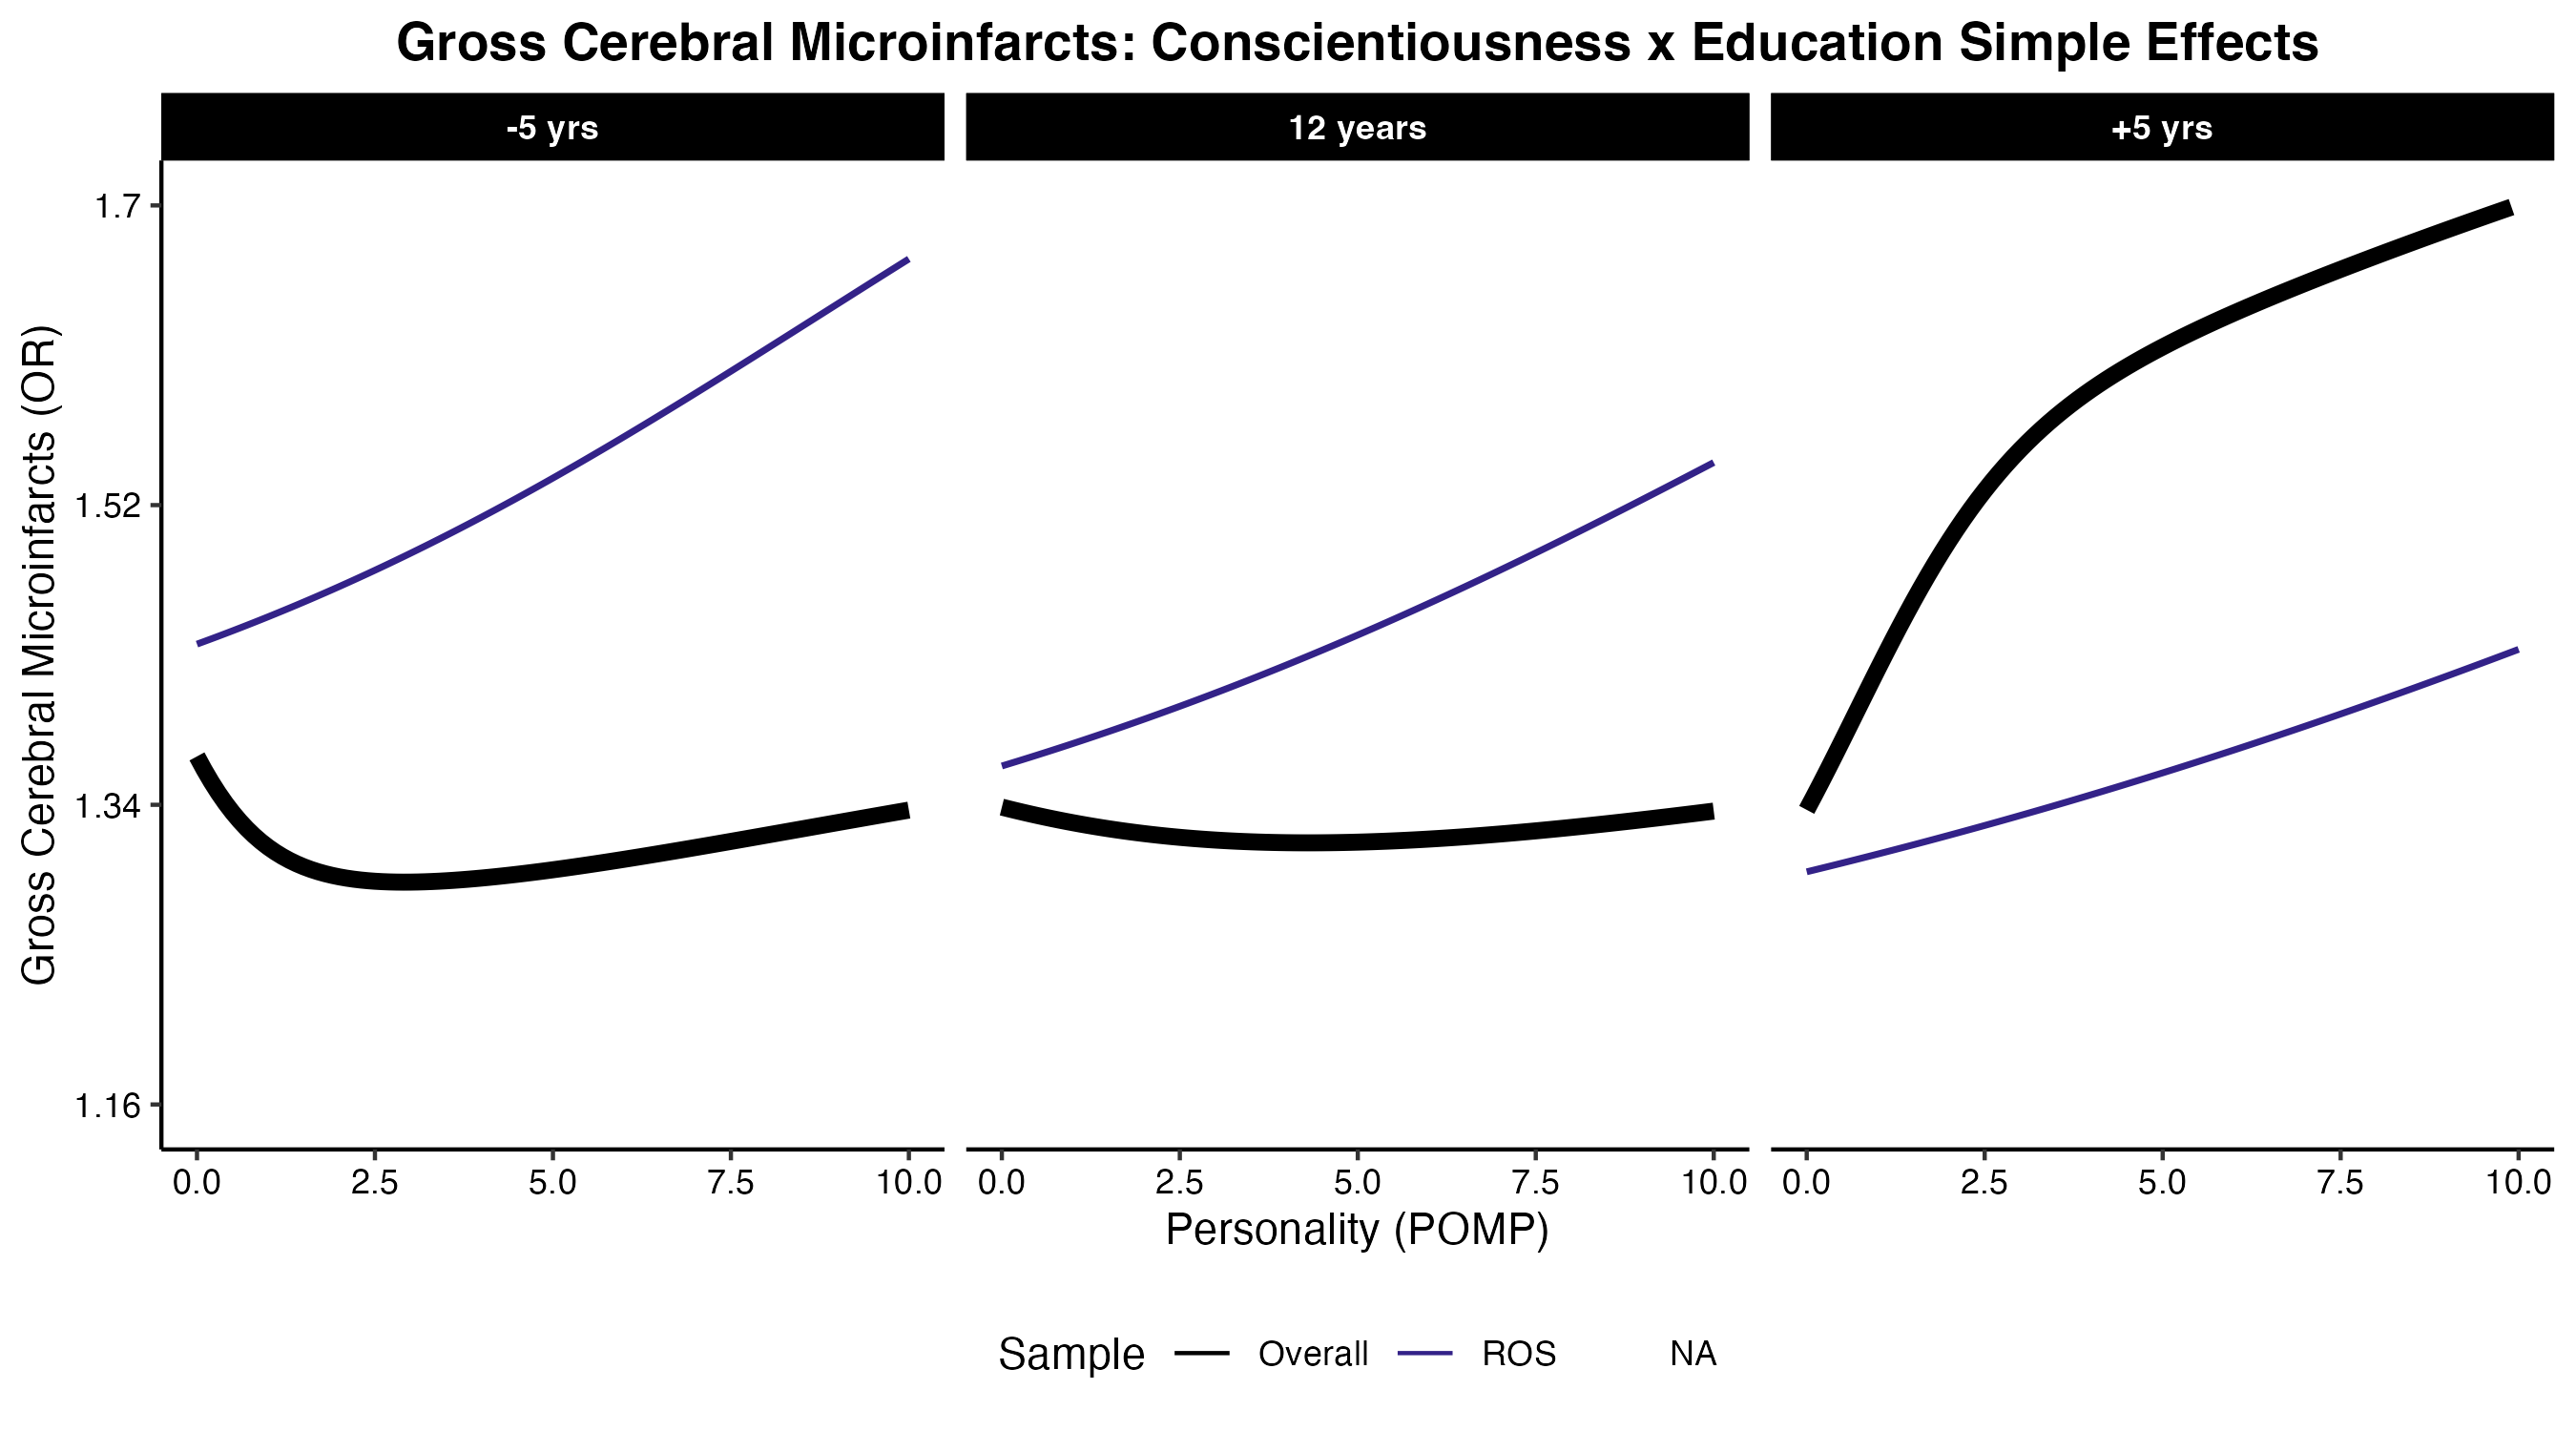 Gross Cerebral Microinfarcts: Conscientiousness x Education Simple Effects
-5 yrs 12 years +5 yrs
Gross Cerebral Microinfarcts (OR)
1.7
1.52
1.34
1.16
0.0 2.5 5.0 7.5 10.0 0.0 2.5 5.0 7.5 10.0 0.0 2.5 5.0 7.5 10.0
Personality (POMP)
Sample Overall ROS NA